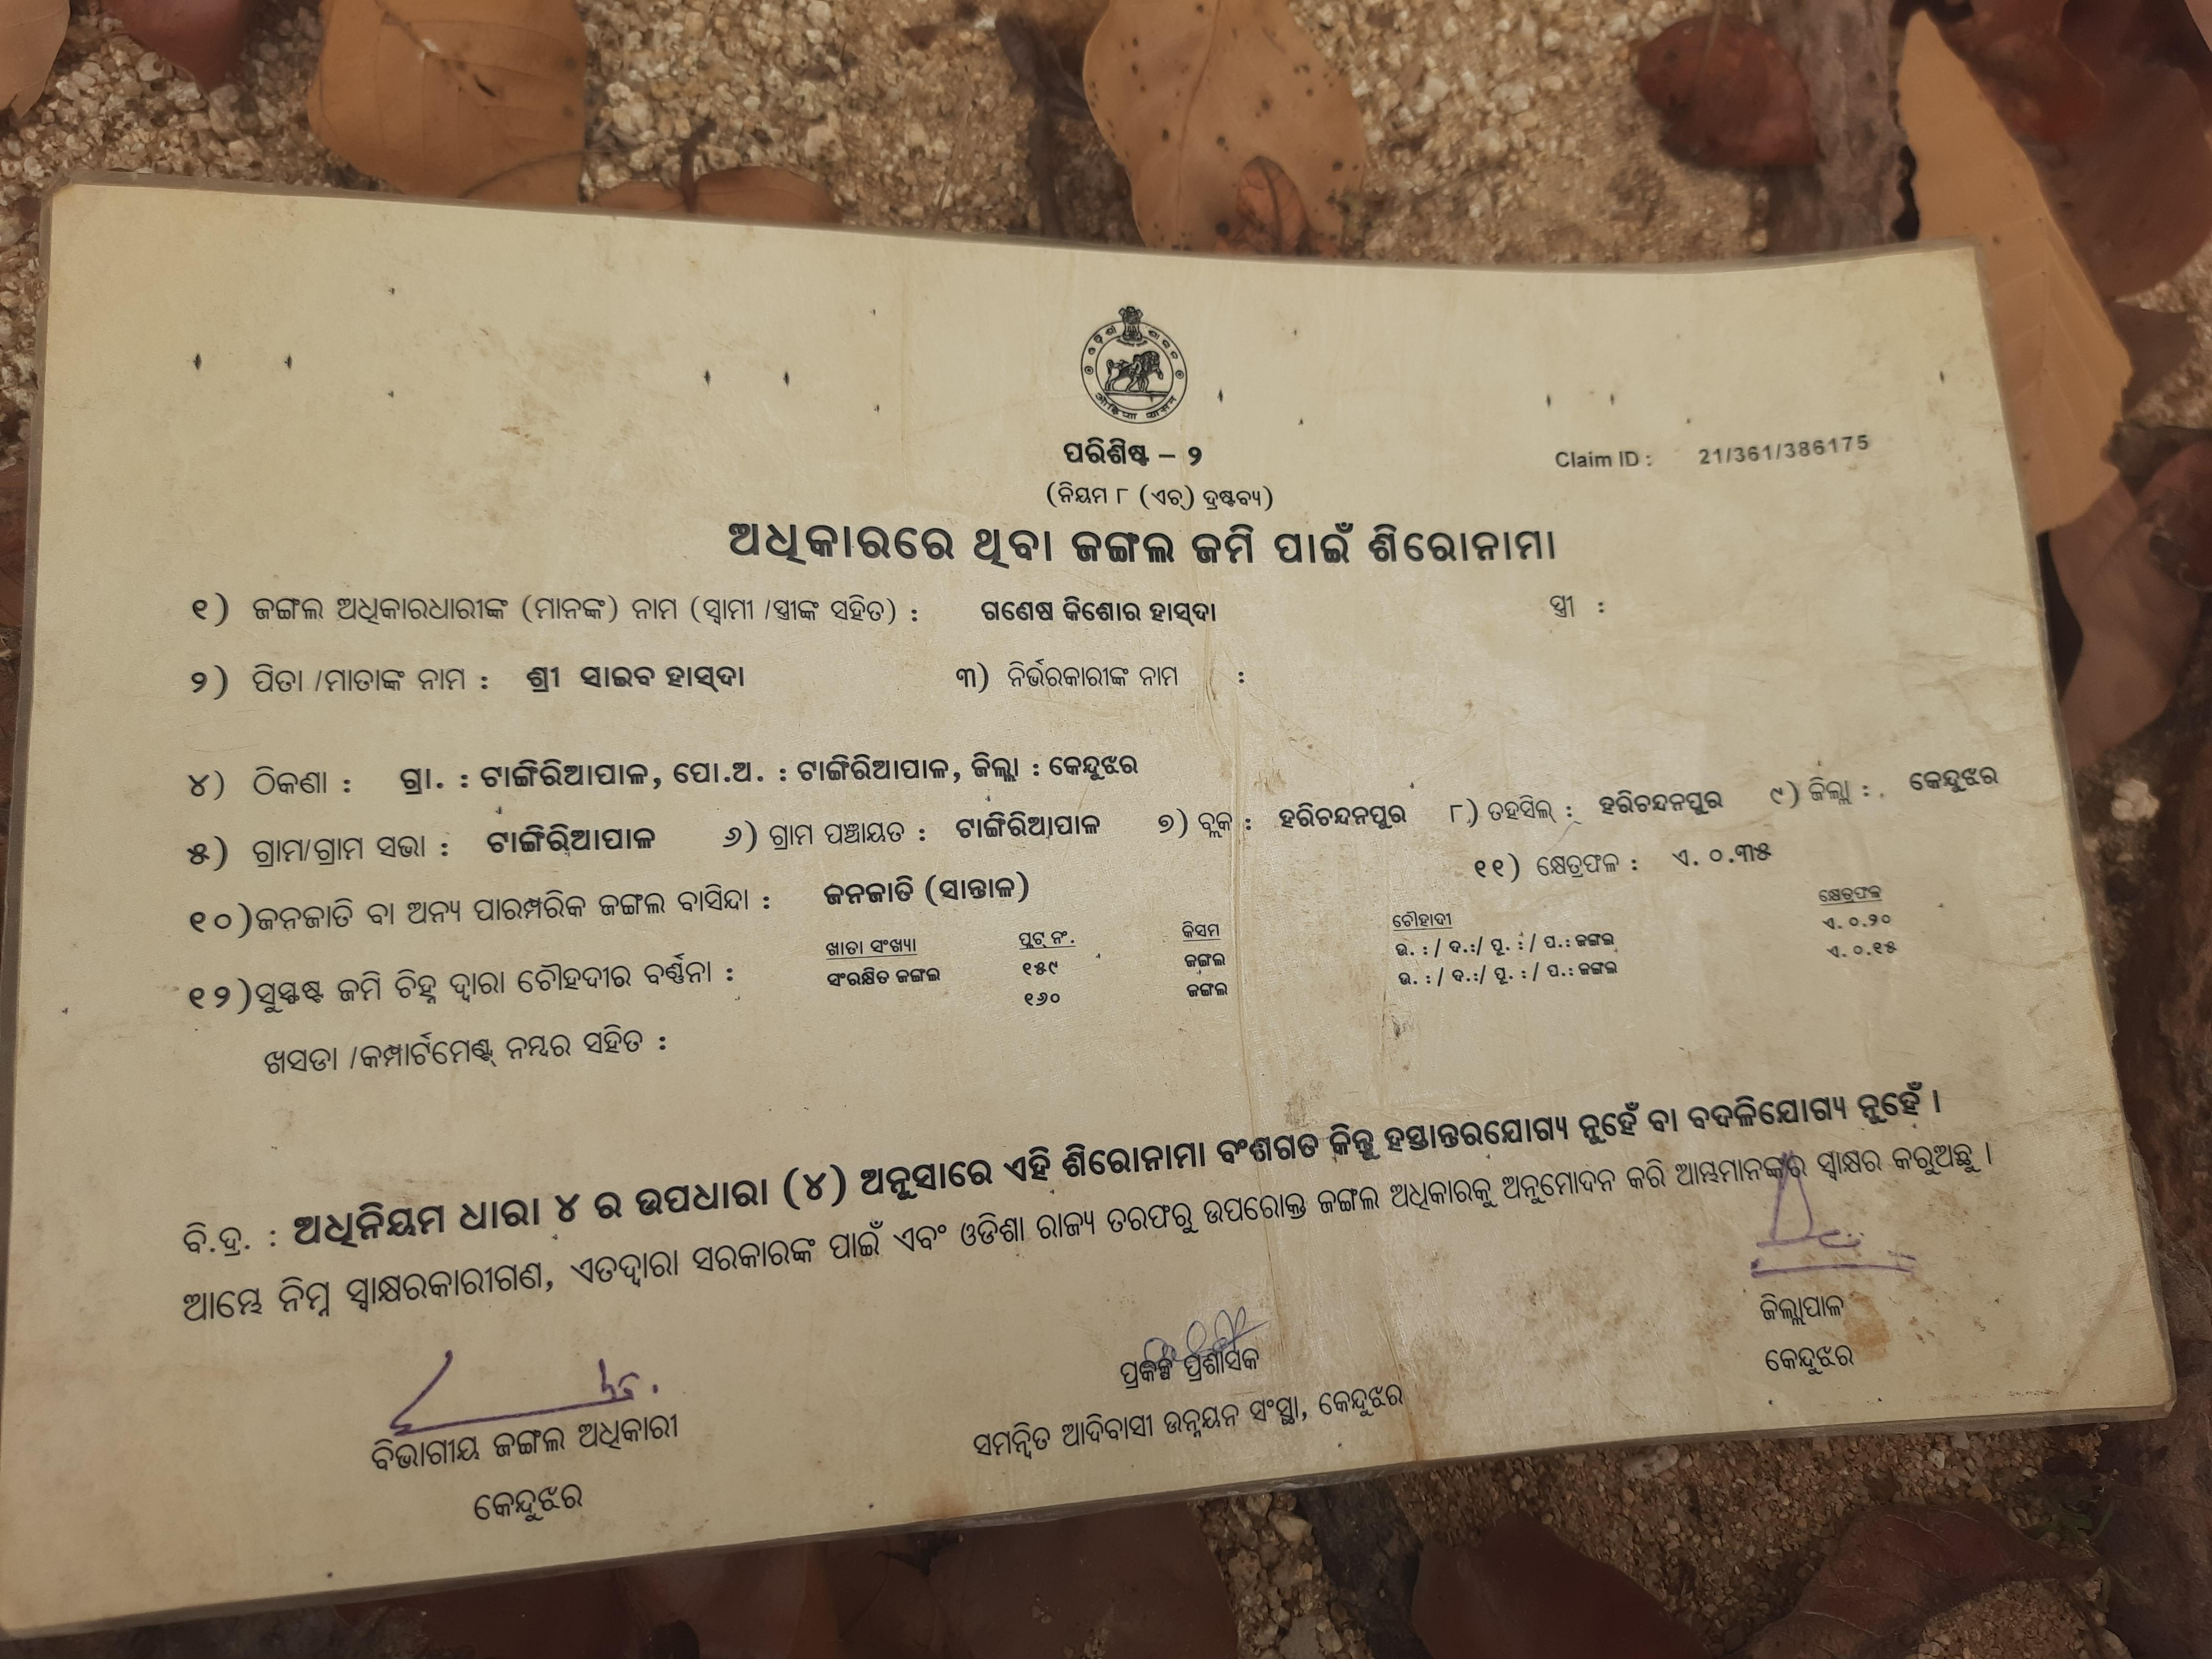 ଓଡ଼ିଶା ଶାସନ
ପରିଶିଷ୍ଟ – ୨
Claim ID : 21/361/386175
(ନିୟମ ୮ (ଏଚ୍) ଦ୍ରଷ୍ଟବ୍ୟ)
ଅଧିକାରରେ ଥିବା ଜଙ୍ଗଲ ଜମି ପାଇଁ ଶିରୋନାମା
୧) ଜଙ୍ଗଲ ଅଧିକାରଧାରୀଙ୍କ (ମାନଙ୍କ) ନାମ (ସ୍ୱାମୀ /ସ୍ତ୍ରୀଙ୍କ ସହିତ) : ଗଣେଷ କିଶୋର ହାସ୍‌ଦା ସ୍ତ୍ରୀ :
୨) ପିତା /ମାତାଙ୍କ ନାମ : ଶ୍ରୀ ସାଇବ ହାସ୍‌ଦା ୩) ନିର୍ଭରକାରୀଙ୍କ ନାମ :
୪) ଠିକଣା : ଗ୍ରା. : ଟାଙ୍ଗିରିଆପାଳ, ପୋ.ଅ. : ଟାଙ୍ଗିରିଆପାଳ, ଜିଲ୍ଲା : କେନ୍ଦୁଝର
୫) ଗ୍ରାମ/ଗ୍ରାମ ସଭା : ଟାଙ୍ଗିରିଆପାଳ ୬) ଗ୍ରାମ ପଞ୍ଚାୟତ : ଟାଙ୍ଗିରିଆପାଳ ୭) ବ୍ଲକ : ହରିଚନ୍ଦନପୁର ୮) ତହସିଲ୍ : ହରିଚନ୍ଦନପୁର ୯) ଜିଲ୍ଲା : କେନ୍ଦୁଝର
୧୦) ଜନଜାତି ବା ଅନ୍ୟ ପାରମ୍ପରିକ ଜଙ୍ଗଲ ବାସିନ୍ଦା : ଜନଜାତି (ସାନ୍ତାଳ) ୧୧) କ୍ଷେତ୍ରଫଳ : ଏ. ୦.୩୫
୧୨) ସୁସ୍ପଷ୍ଟ ଜମି ଚିହ୍ନ ଦ୍ୱାରା ଚୌହଦୀର ବର୍ଣ୍ଣନା :
ଖାତା ସଂଖ୍ୟା ପ୍ଲଟ୍ ନଂ. କିସମ ଚୌହାଦୀ କ୍ଷେତ୍ରଫଳ
ସଂରକ୍ଷିତ ଜଙ୍ଗଲ ୧୫୯ ଜଙ୍ଗଲ ଉ. : / ଦ.:/ ପୂ. : / ପ.: ଜଙ୍ଗଲ ଏ. ୦.୨୦
୧୬୦ ଜଙ୍ଗଲ ଉ. : / ଦ.:/ ପୂ. : / ପ.: ଜଙ୍ଗଲ ଏ. ୦.୧୫
ଖସଡା /କମ୍ପାର୍ଟମେଣ୍ଟ୍ ନମ୍ବର ସହିତ :
ବି.ଦ୍ର. : ଅଧିନିୟମ ଧାରା ୪ ର ଉପଧାରା (୪) ଅନୁସାରେ ଏହି ଶିରୋନାମା ବଂଶଗତ କିନ୍ତୁ ହସ୍ତାନ୍ତରଯୋଗ୍ୟ ନୁହେଁ ବା ବଦଳିଯୋଗ୍ୟ ନୁହେଁ ।
ଆମ୍ଭେ ନିମ୍ନ ସ୍ୱାକ୍ଷରକାରୀଗଣ, ଏତଦ୍ୱାରା ସରକାରଙ୍କ ପାଇଁ ଏବଂ ଓଡିଶା ରାଜ୍ୟ ତରଫରୁ ଉପରୋକ୍ତ ଜଙ୍ଗଲ ଅଧିକାରକୁ ଅନୁମୋଦନ କରି ଆମ୍ଭମାନଙ୍କର ସ୍ୱାକ୍ଷର କରୁଅଛୁ ।
ବିଭାଗୀୟ ଜଙ୍ଗଲ ଅଧିକାରୀ
କେନ୍ଦୁଝର
ପ୍ରକଳ୍ପ ପ୍ରଶାସକ
ସମନ୍ୱିତ ଆଦିବାସୀ ଉନ୍ନୟନ ସଂସ୍ଥା, କେନ୍ଦୁଝର
ଜିଲ୍ଲାପାଳ
କେନ୍ଦୁଝର